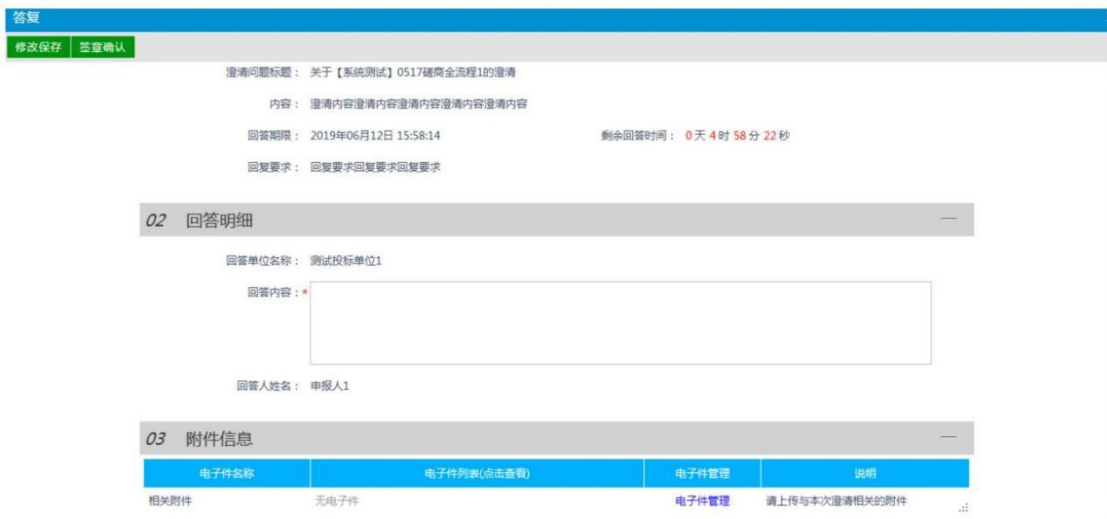 答复
修改保存 签章确认
澄清问题标题： 关于【系统测试】0517磋商全流程1的澄清
内容： 澄清内容澄清内容澄清内容澄清内容澄清内容
回答期限： 2019年06月12日 15:58:14 剩余回答时间： 0 天 4 时 58 分 22 秒
回复要求： 回复要求回复要求回复要求
02 回答明细
回答单位名称： 测试投标单位1
回答内容：*
回答人姓名： 申报人1
03 附件信息
电子件名称 电子件列表(点击查看) 电子件管理 说明
相关附件 无电子件 电子件管理 请上传与本次澄清相关的附件